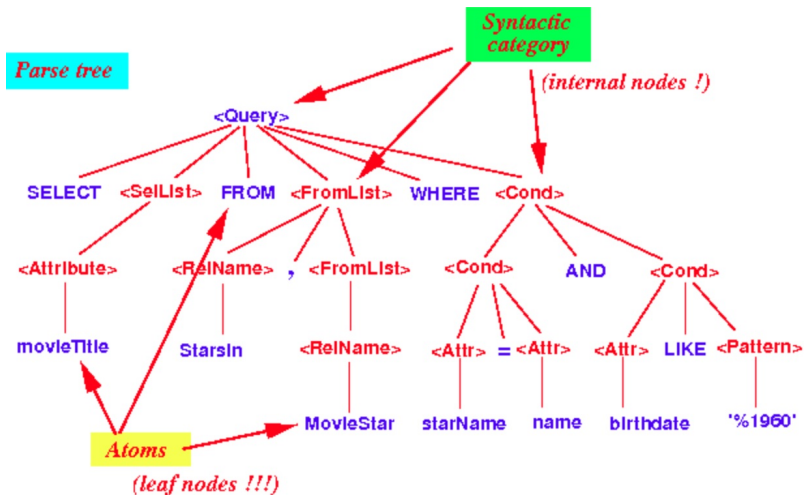 Syntactic
category
Parse tree
(internal nodes !)
<Query>
SELECT <SelList> FROM <FromList> WHERE <Cond>
<Attribute> <RelName> , <FromList> <Cond> AND <Cond>
movieTitle StarsIn <RelName> <Attr> = <Attr> <Attr> LIKE <Pattern>
MovieStar starName name birthdate '%1960'
Atoms
(leaf nodes !!!)